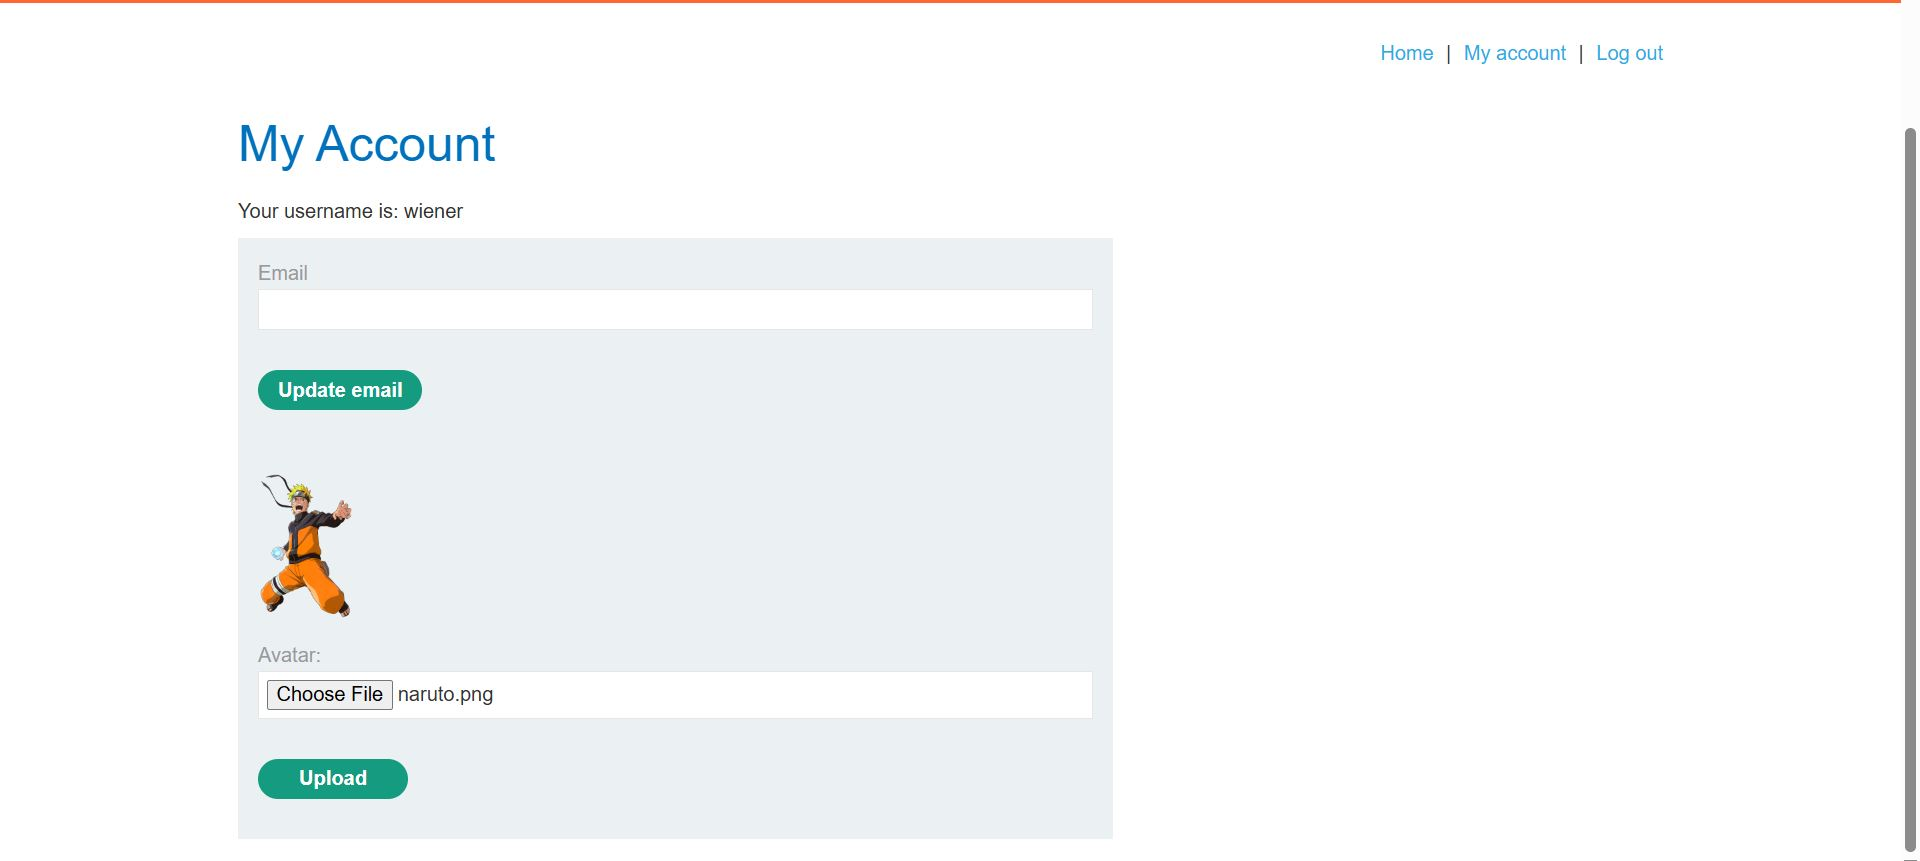 Home | My account | Log out
My Account
Your username is: wiener
Email
Update email
Avatar:
Choose File naruto.png
Upload